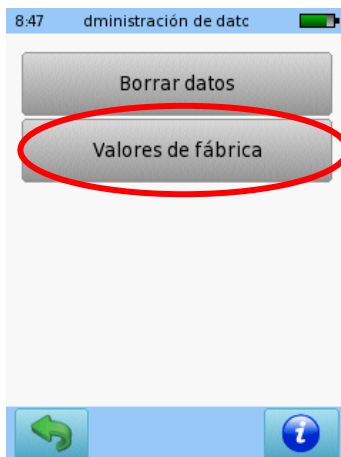 8:47 dministración de datc
Borrar datos
Valores de fábrica
i